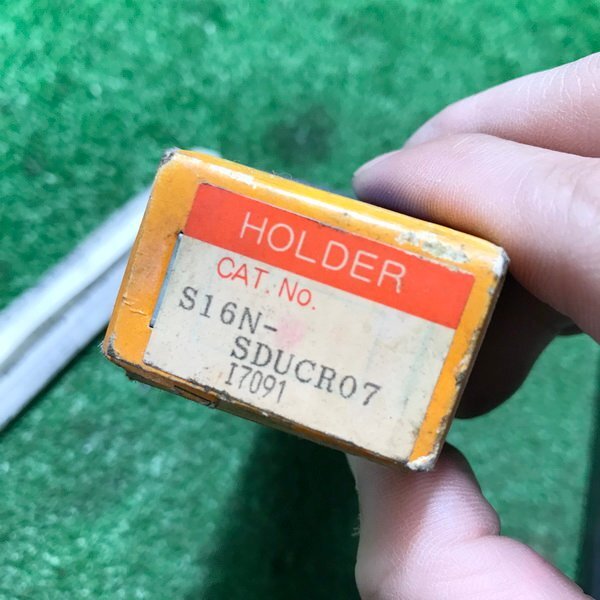 HOLDER
CAT. No.
S16N-
SDUCR07
I7091